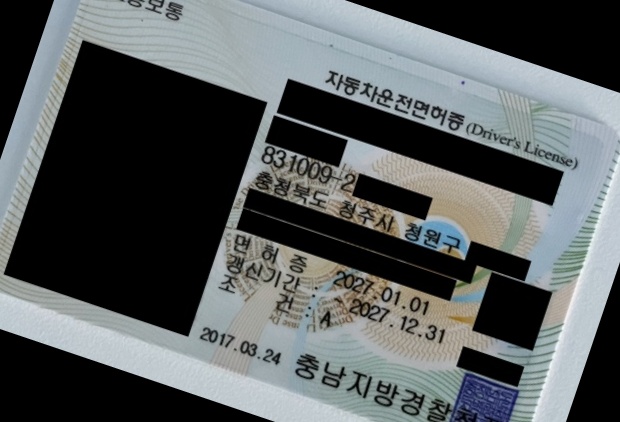 보통
자동차운전면허증 (Driver's License)
831009-2
충청북도 청주시 청원구
면허증
갱신기간 : 2027.01.01
~ 2027.12.31
조 건 : A
2017.03.24
충남지방경찰청